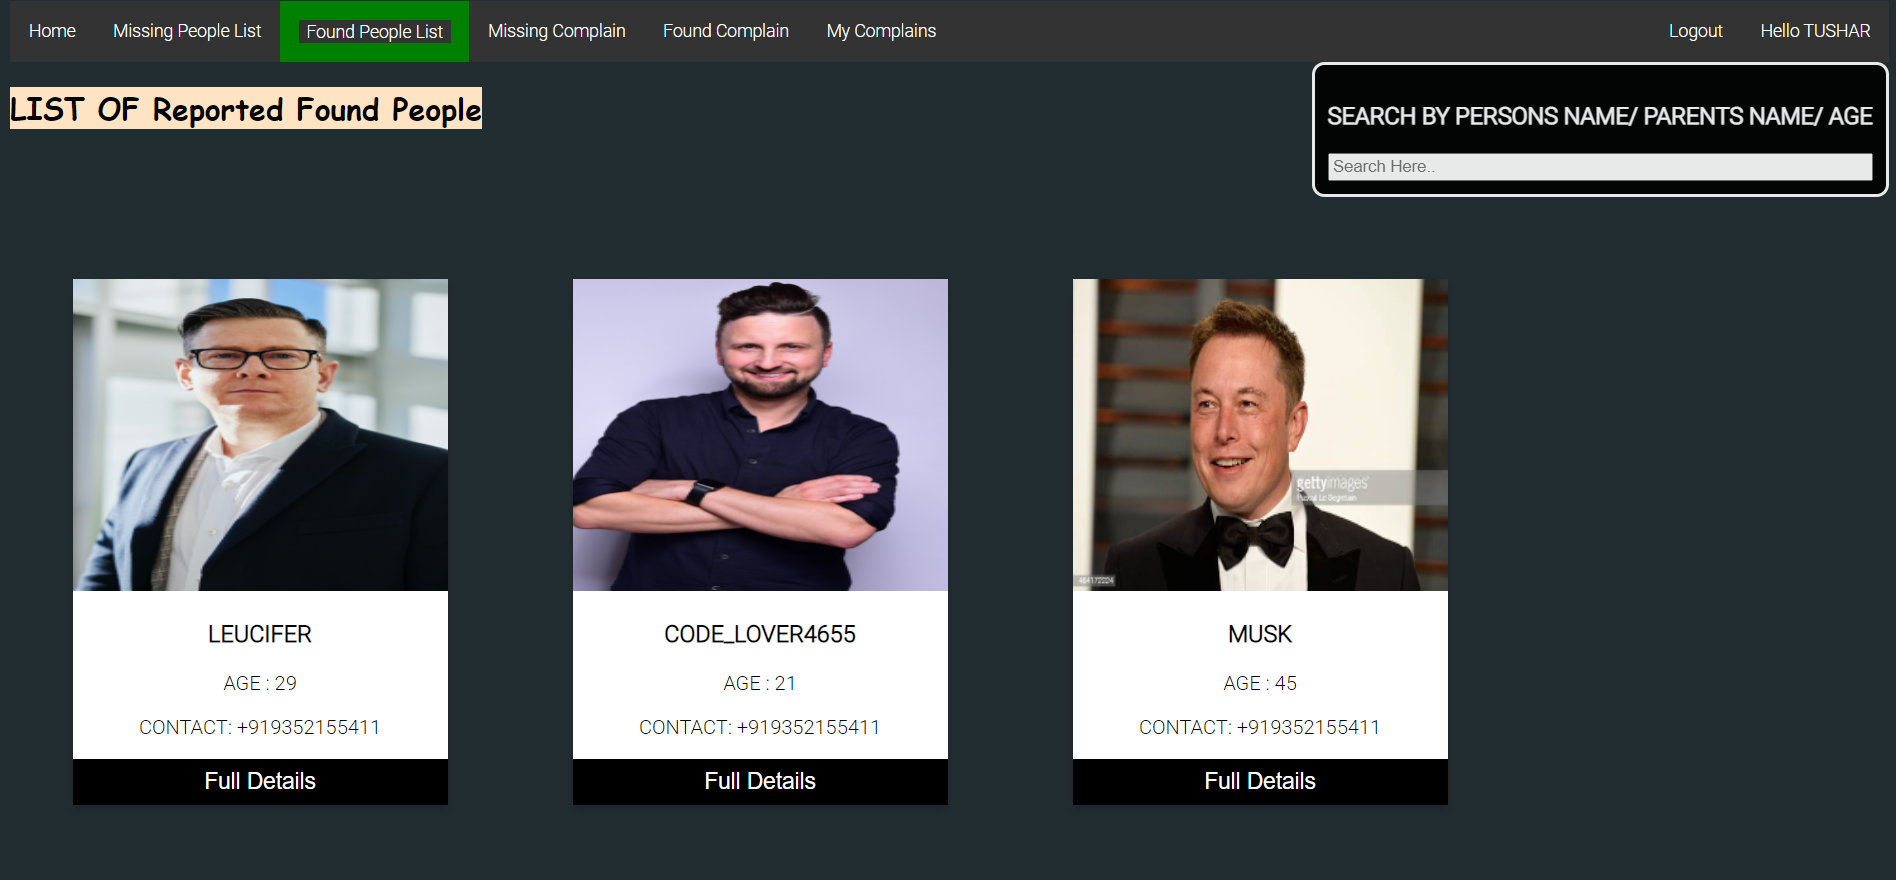 Home Missing People List Found People List Missing Complain Found Complain My Complains Logout Hello TUSHAR
LIST OF Reported Found People
SEARCH BY PERSONS NAME/ PARENTS NAME/ AGE
Search Here..
gettyimages
464172224
LEUCIFER
AGE : 29
CONTACT: +919352155411
Full Details
CODE_LOVER4655
AGE : 21
CONTACT: +919352155411
Full Details
MUSK
AGE : 45
CONTACT: +919352155411
Full Details